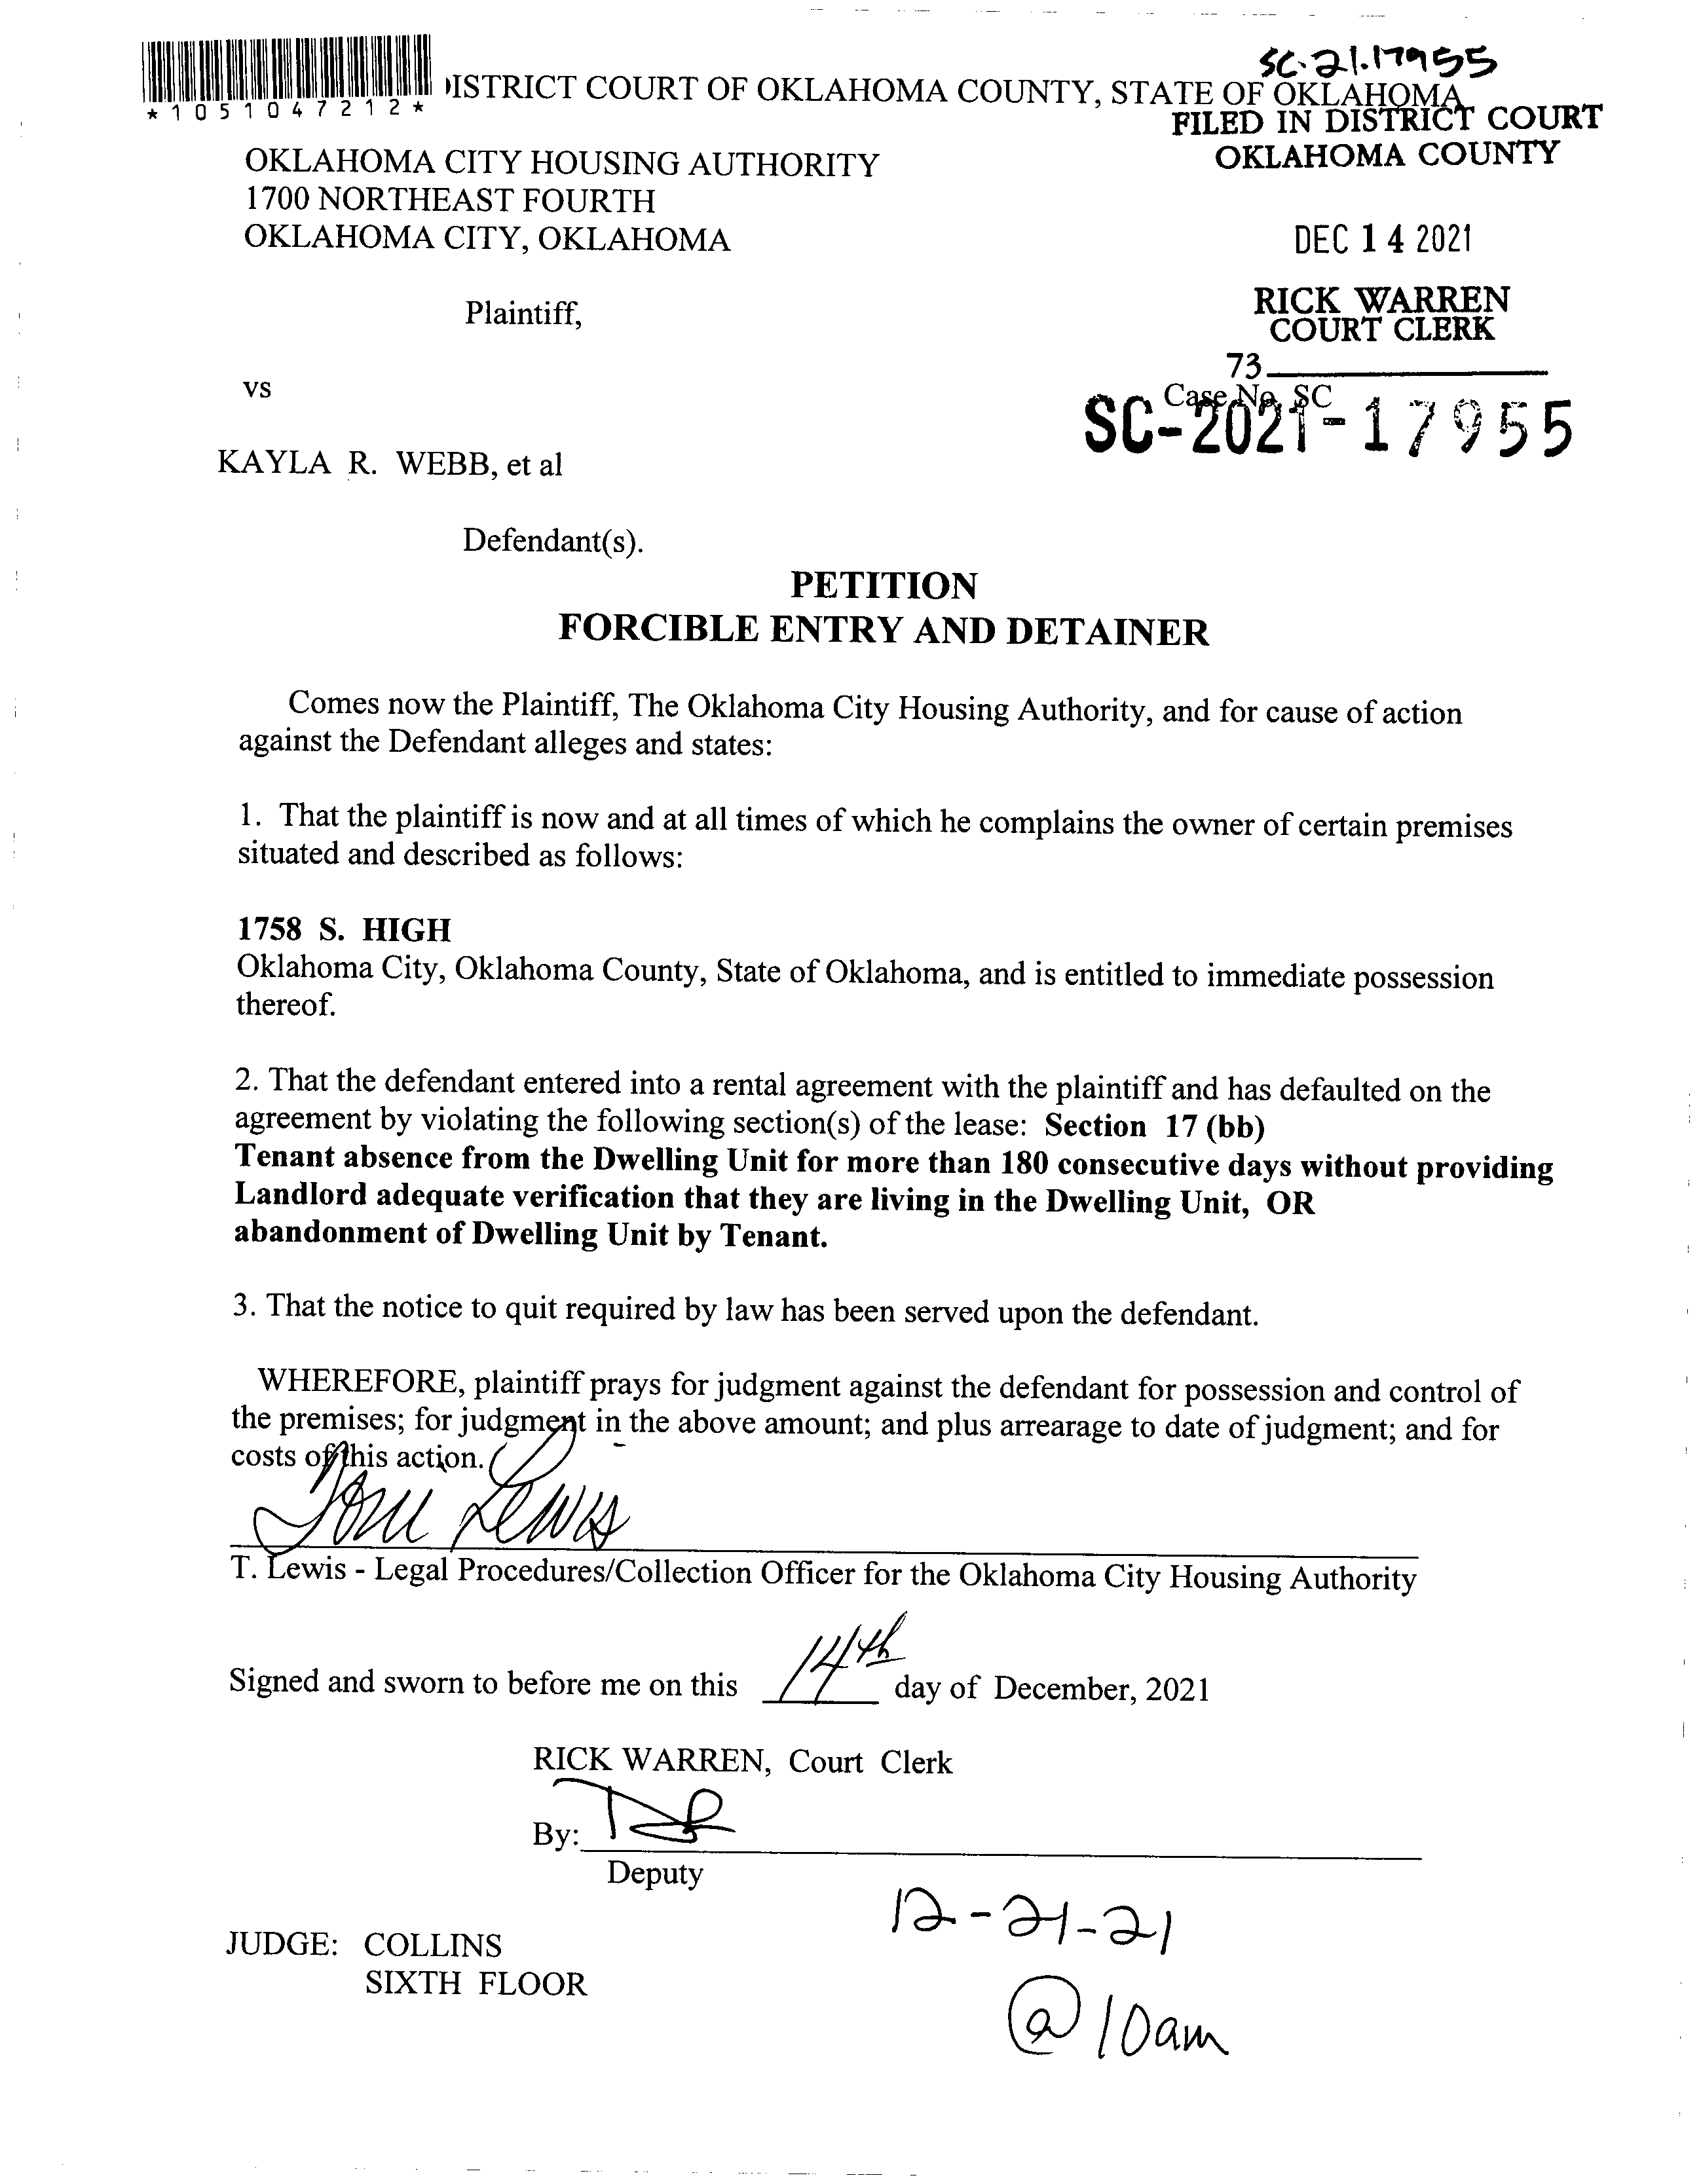 SC-21-17955
*1051047212*
DISTRICT COURT OF OKLAHOMA COUNTY, STATE OF OKLAHOMA
FILED IN DISTRICT COURT
OKLAHOMA COUNTY
OKLAHOMA CITY HOUSING AUTHORITY
1700 NORTHEAST FOURTH
OKLAHOMA CITY, OKLAHOMA
DEC 14 2021
Plaintiff,
RICK WARREN
COURT CLERK
73
vs
Case No. SC
SC-2021-17955
KAYLA R. WEBB, et al
Defendant(s).
PETITION
FORCIBLE ENTRY AND DETAINER
Comes now the Plaintiff, The Oklahoma City Housing Authority, and for cause of action
against the Defendant alleges and states:
1. That the plaintiff is now and at all times of which he complains the owner of certain premises
situated and described as follows:
1758 S. HIGH
Oklahoma City, Oklahoma County, State of Oklahoma, and is entitled to immediate possession
thereof.
2. That the defendant entered into a rental agreement with the plaintiff and has defaulted on the
agreement by violating the following section(s) of the lease: Section 17 (bb)
Tenant absence from the Dwelling Unit for more than 180 consecutive days without providing
Landlord adequate verification that they are living in the Dwelling Unit, OR
abandonment of Dwelling Unit by Tenant.
3. That the notice to quit required by law has been served upon the defendant.
WHEREFORE, plaintiff prays for judgment against the defendant for possession and control of
the premises; for judgment in the above amount; and plus arrearage to date of judgment; and for
costs of this action.
Toni Lewis
T. Lewis - Legal Procedures/Collection Officer for the Oklahoma City Housing Authority
Signed and sworn to before me on this 14th day of December, 2021
RICK WARREN, Court Clerk
By:
Deputy
12-21-21
JUDGE: COLLINS
SIXTH FLOOR
@ 10am